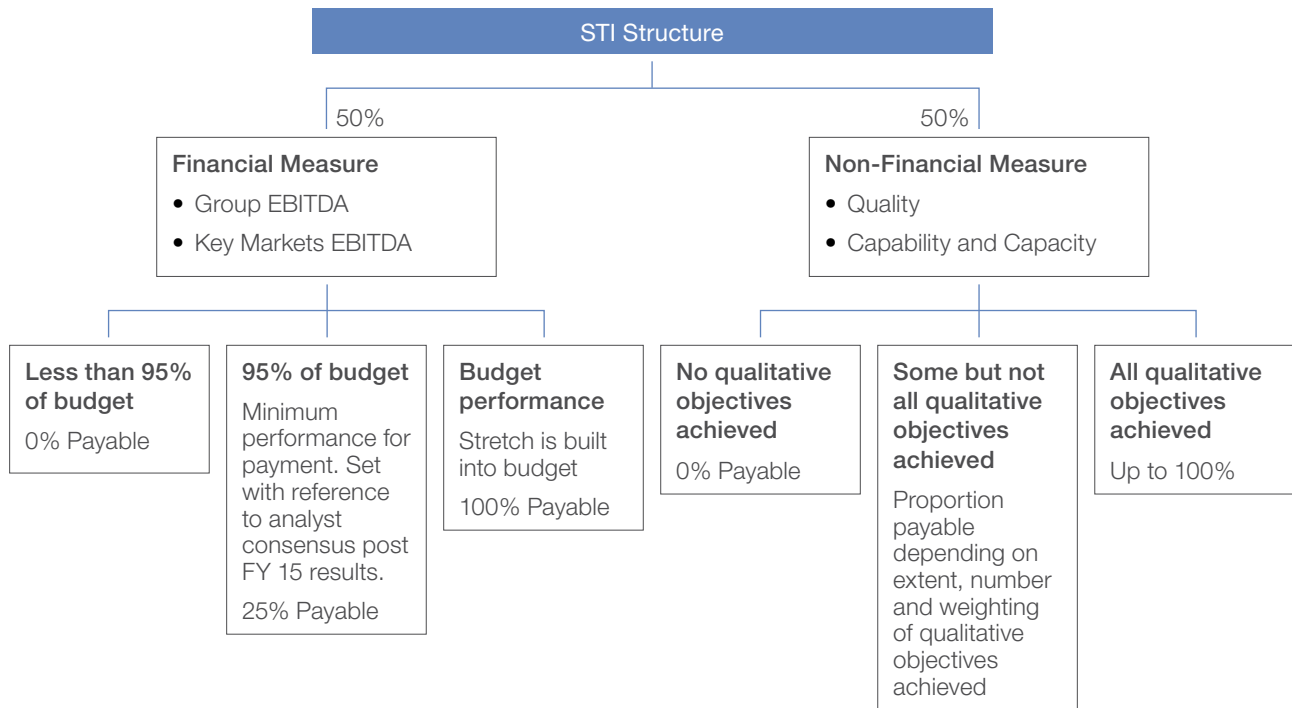 STI Structure
50%
50%
Financial Measure
• Group EBITDA
• Key Markets EBITDA
Non-Financial Measure
• Quality
• Capability and Capacity
Less than 95%
of budget
0% Payable
95% of budget
Minimum
performance for
payment. Set
with reference
to analyst
consensus post
FY 15 results.
25% Payable
Budget
performance
Stretch is built
into budget
100% Payable
No qualitative
objectives
achieved
0% Payable
Some but not
all qualitative
objectives
achieved
Proportion
payable
depending on
extent, number
and weighting
of qualitative
objectives
achieved
All qualitative
objectives
achieved
Up to 100%